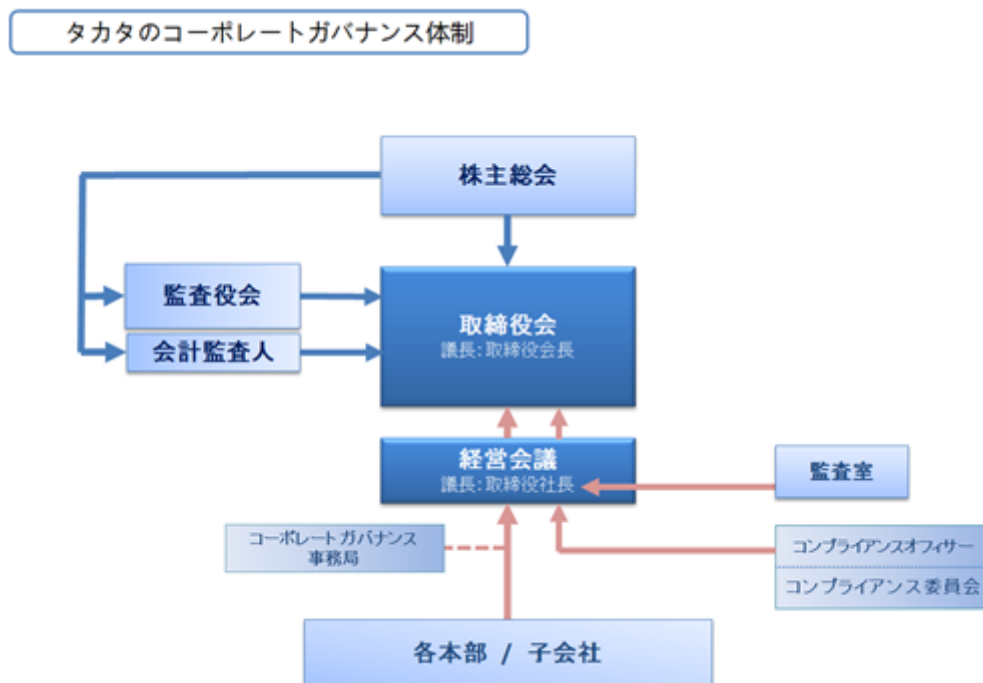 タカタのコーポレートガバナンス体制
株主総会
監査役会
会計監査人
取締役会
議長:取締役会長
経営会議
議長:取締役社長
監査室
コーポレートガバナンス
事務局
コンプライアンスオフィサー
コンプライアンス委員会
各本部 / 子会社